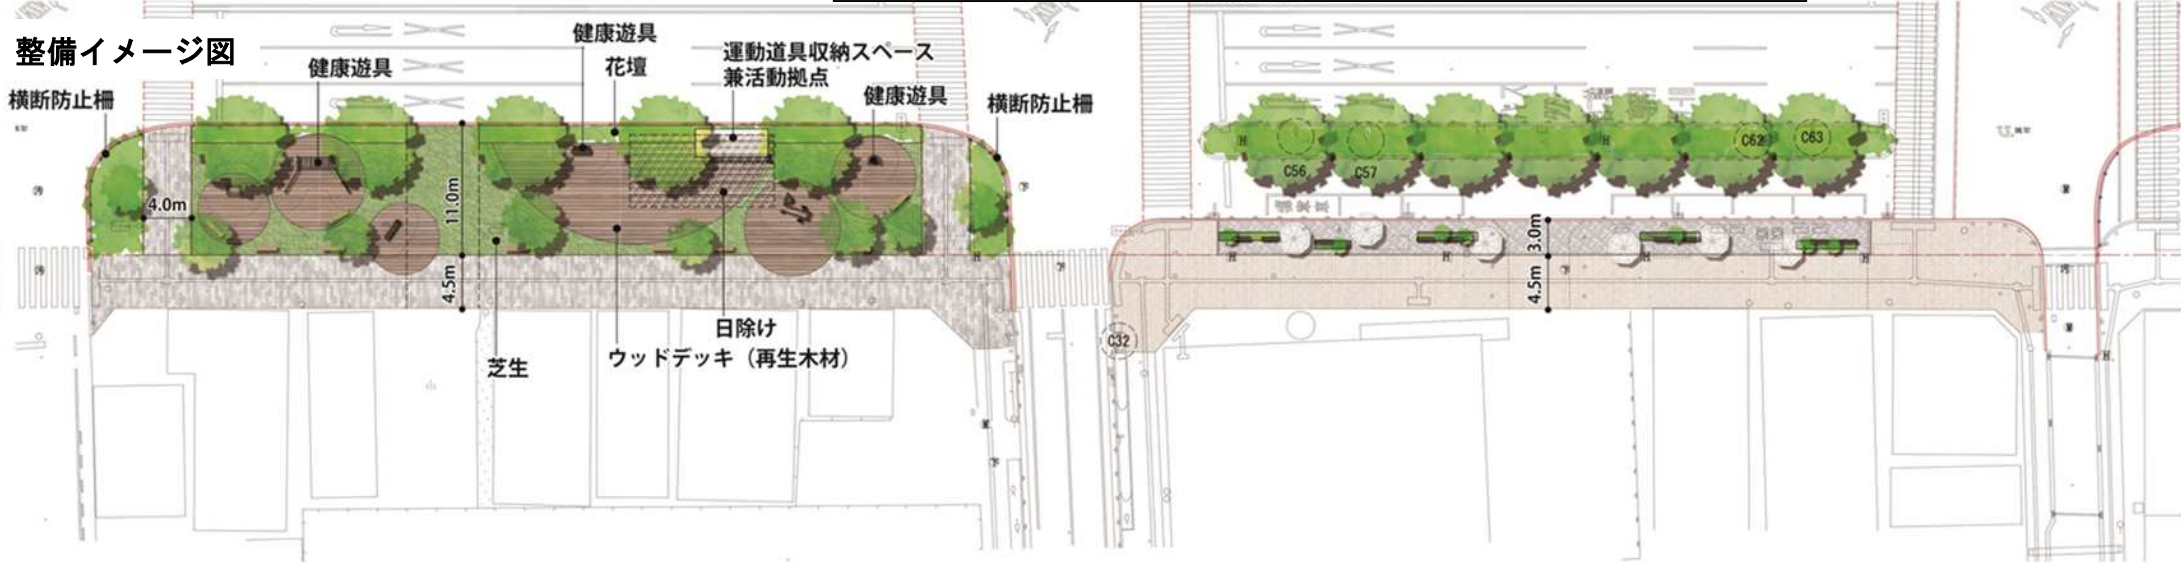 整備イメージ図
健康遊具
運動道具収納スペース
兼活動拠点
花壇
健康遊具
健康遊具
横断防止柵
横断防止柵
4.0m
11.0m
4.5m
日除け
ウッドデッキ（再生木材）
芝生
C56
C57
C62
C63
3.0m
4.5m
C32